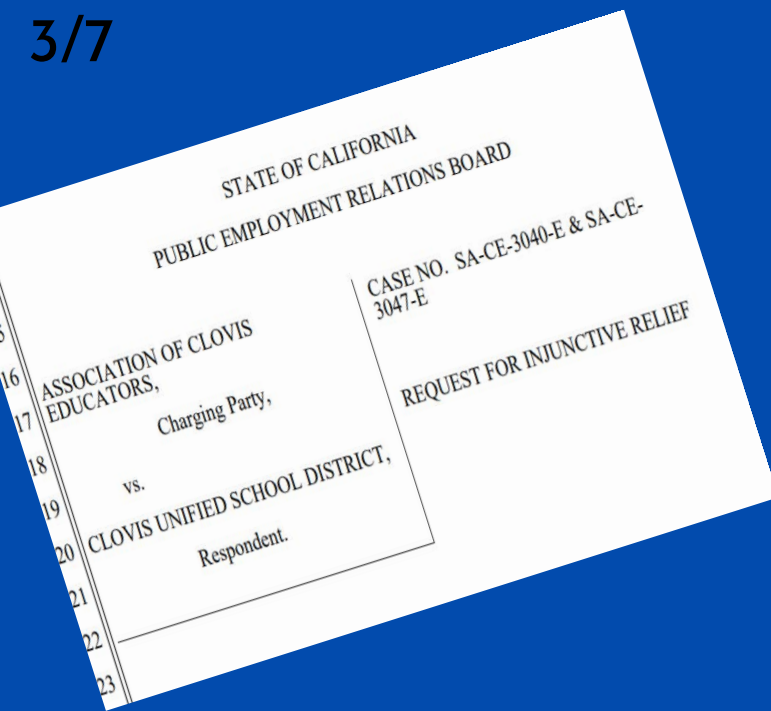 3/7
STATE OF CALIFORNIA
PUBLIC EMPLOYMENT RELATIONS BOARD
CASE NO. SA-CE-3040-E & SA-CE-
3047-E
REQUEST FOR INJUNCTIVE RELIEF
ASSOCIATION OF CLOVIS
EDUCATORS,
Charging Party,
vs.
CLOVIS UNIFIED SCHOOL DISTRICT,
Respondent.
16
17
18
19
20
21
22
23